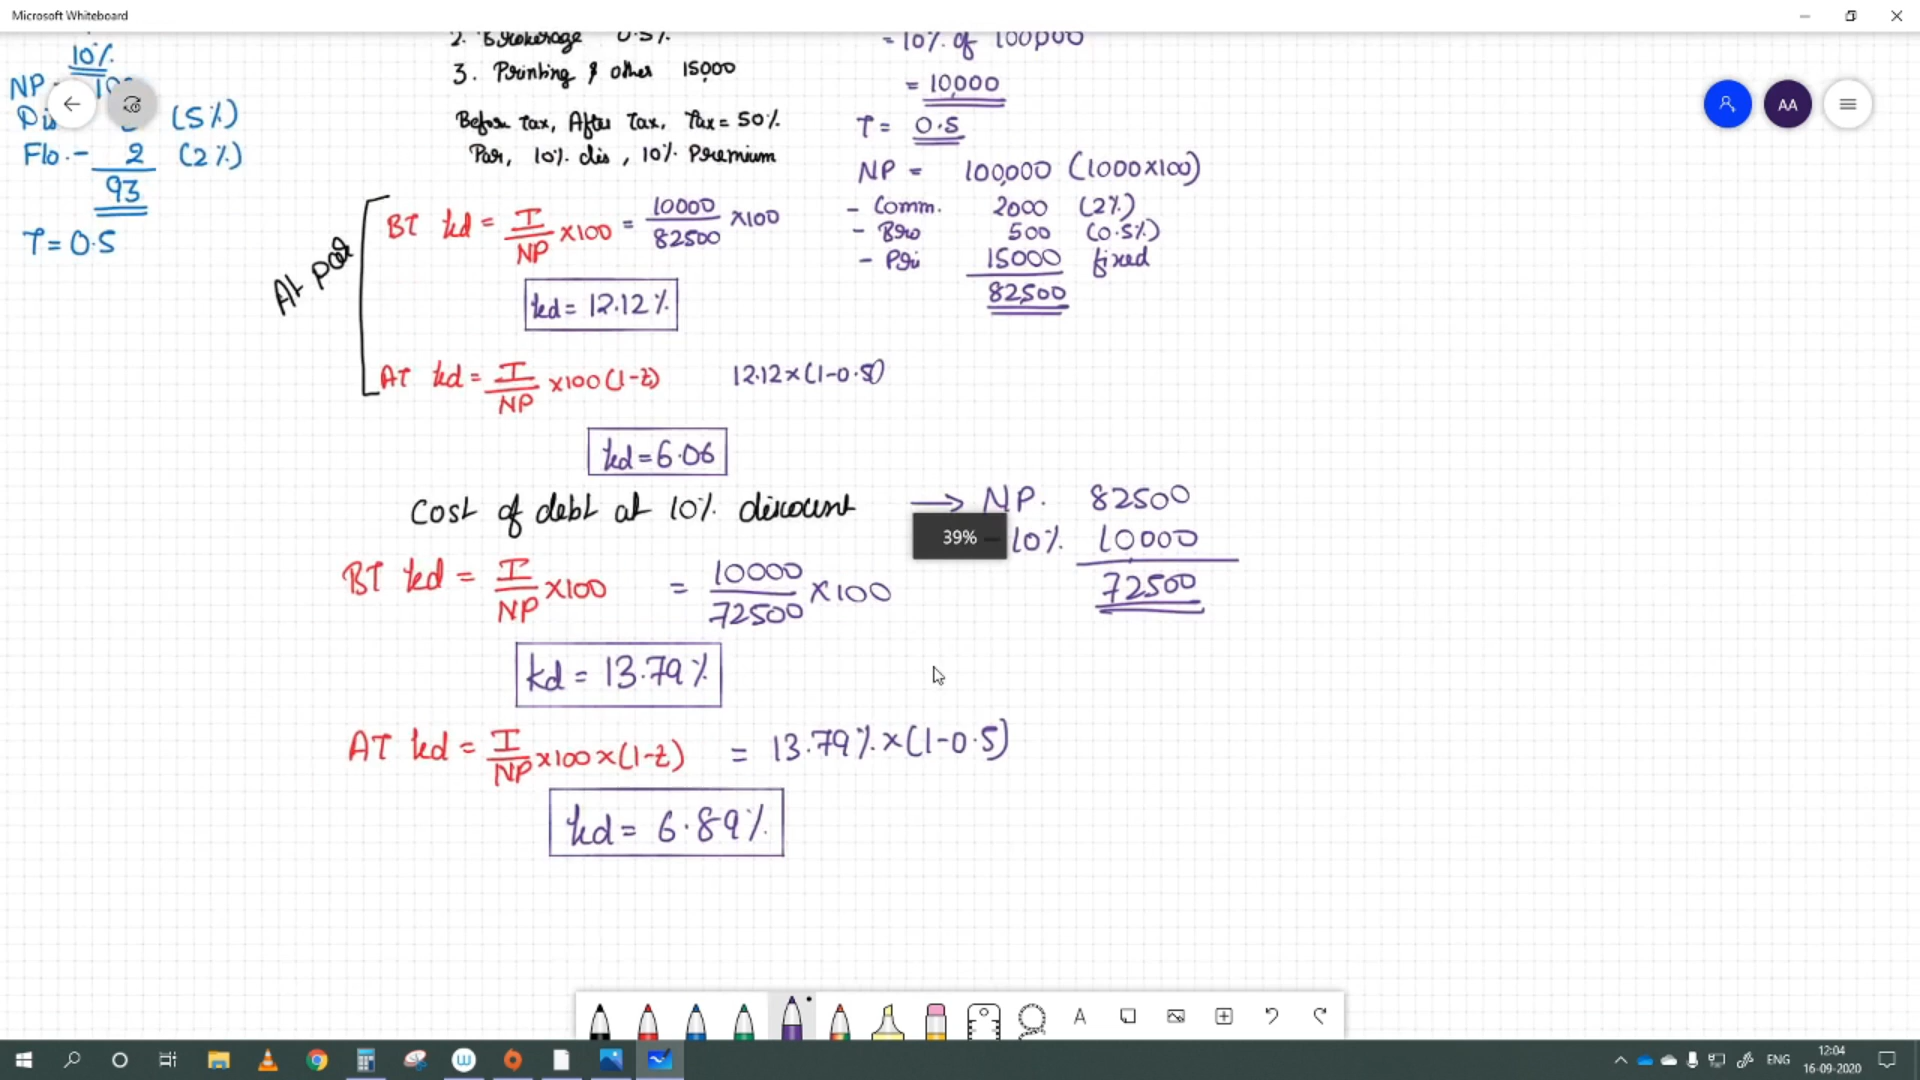 Microsoft Whiteboard
10%
NP
(5%)
Flo. - 2 (2%)
93
T = 0.5
2. Brokerage 0.5%
3. Printing & other 15000
Before tax, After Tax, Tax = 50%
Par, 10% dis, 10% Premium
At par
BT kd = I/NP ×100 = 10000/82500 ×100
kd = 12.12%
AT kd = I/NP ×100 (1-t) 12.12×(1-0.5)
kd = 6.06
= 10% of 100000
= 10,000
T = 0.5
NP = 100,000 (1000×100)
- Comm. 2000 (2%)
- Bro 500 (0.5%)
- Pri 15000 fixed
82500
Cost of debt at 10% discount → NP. 82500
39%
10% 10000
72500
BT kd = I/NP ×100 = 10000/72500 ×100
kd = 13.79%
AT kd = I/NP ×100×(1-t) = 13.79%×(1-0.5)
kd = 6.89%
AA
A
ENG
12:04
16-09-2020